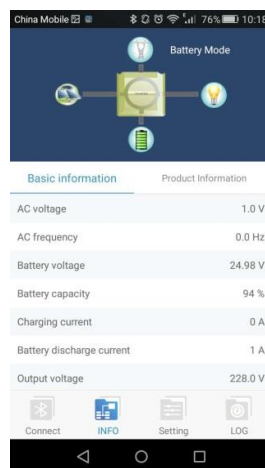 China Mobile 76% 10:18
Battery Mode
Basic information Product Information
AC voltage 1.0 V
AC frequency 0.0 Hz
Battery voltage 24.98 V
Battery capacity 94 %
Charging current 0 A
Battery discharge current 1 A
Output voltage 228.0 V
Connect INFO Setting LOG